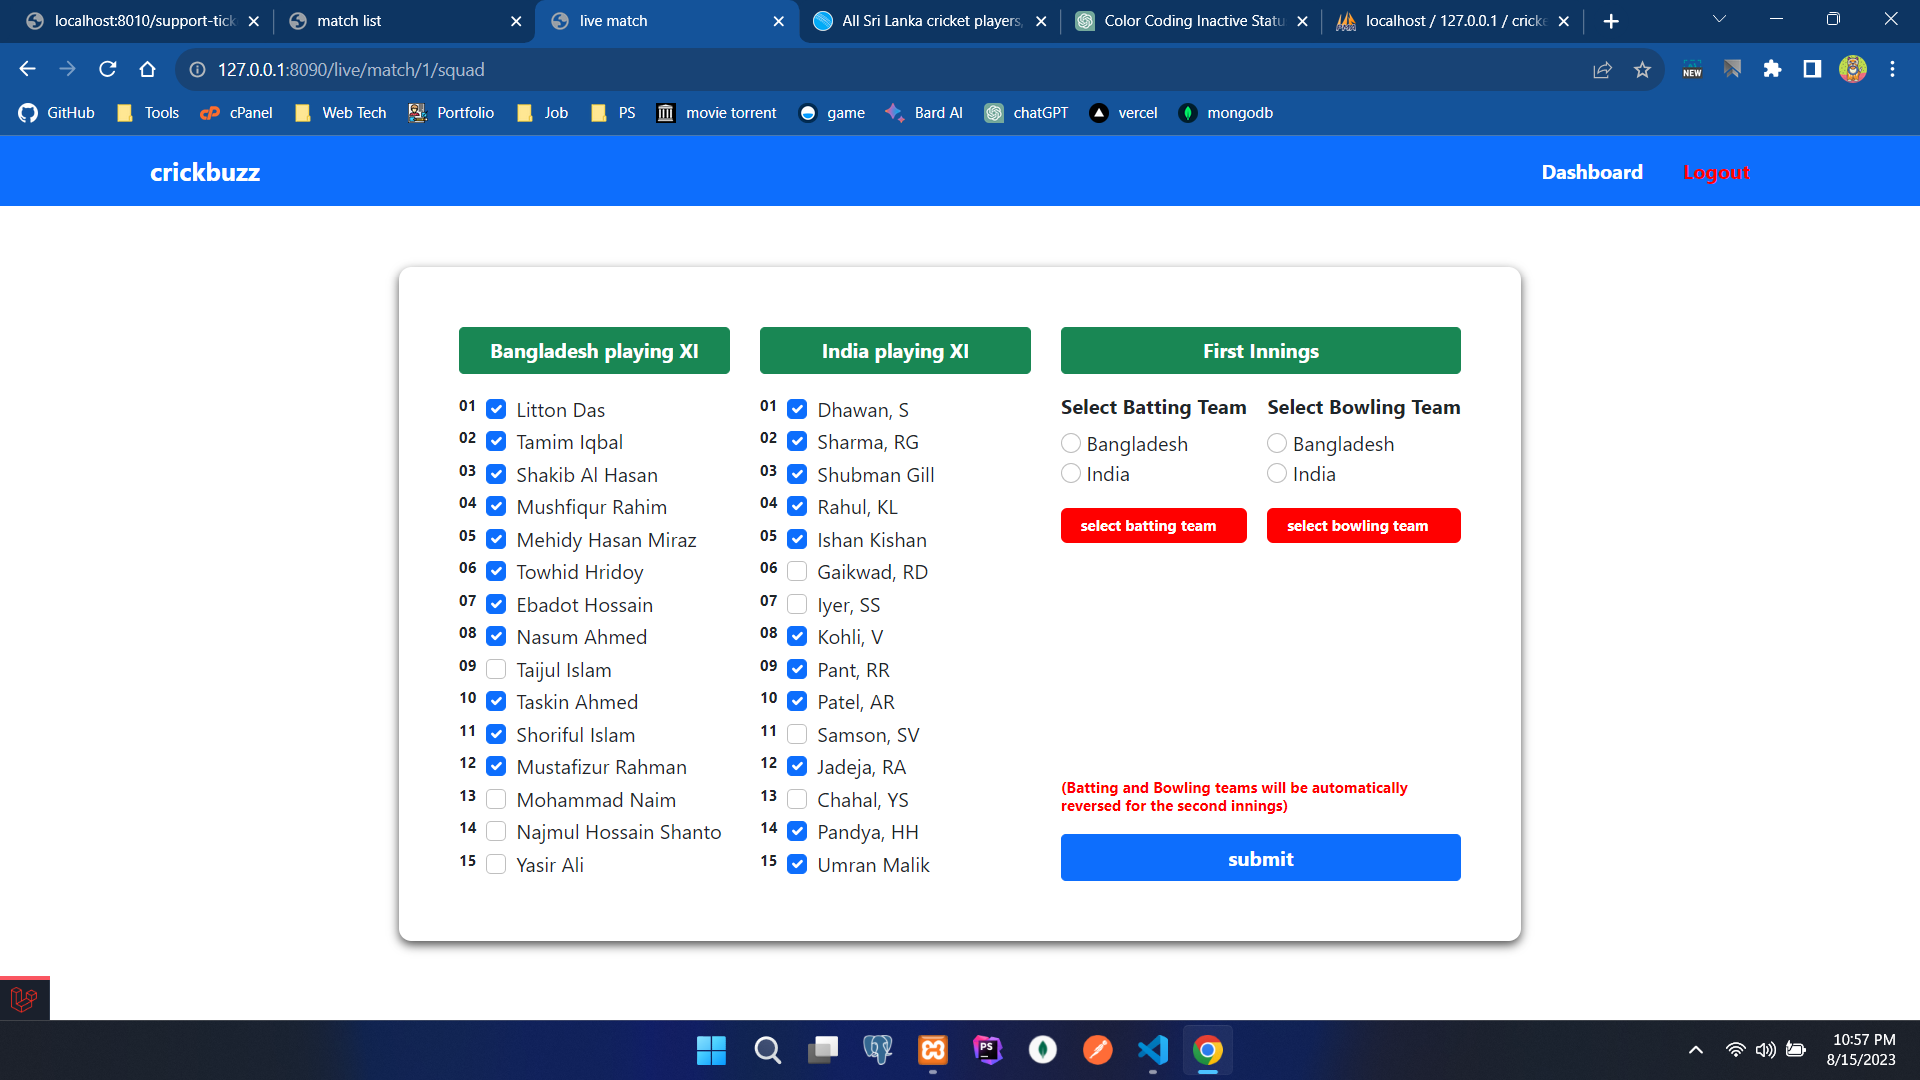 localhost:8010/support-tick
match list
live match
All Sri Lanka cricket players,
Color Coding Inactive Statu
localhost / 127.0.0.1 / cricke
127.0.0.1:8090/live/match/1/squad
NEW
GitHub
Tools
cPanel
Web Tech
Portfolio
Job
PS
movie torrent
game
Bard AI
chatGPT
vercel
mongodb
crickbuzz
Dashboard
Logout
Bangladesh playing XI
01 Litton Das
02 Tamim Iqbal
03 Shakib Al Hasan
04 Mushfiqur Rahim
05 Mehidy Hasan Miraz
06 Towhid Hridoy
07 Ebadot Hossain
08 Nasum Ahmed
09 Taijul Islam
10 Taskin Ahmed
11 Shoriful Islam
12 Mustafizur Rahman
13 Mohammad Naim
14 Najmul Hossain Shanto
15 Yasir Ali
India playing XI
01 Dhawan, S
02 Sharma, RG
03 Shubman Gill
04 Rahul, KL
05 Ishan Kishan
06 Gaikwad, RD
07 Iyer, SS
08 Kohli, V
09 Pant, RR
10 Patel, AR
11 Samson, SV
12 Jadeja, RA
13 Chahal, YS
14 Pandya, HH
15 Umran Malik
First Innings
Select Batting Team
Bangladesh
India
select batting team
Select Bowling Team
Bangladesh
India
select bowling team
(Batting and Bowling teams will be automatically
reversed for the second innings)
submit
PS
10:57 PM
8/15/2023